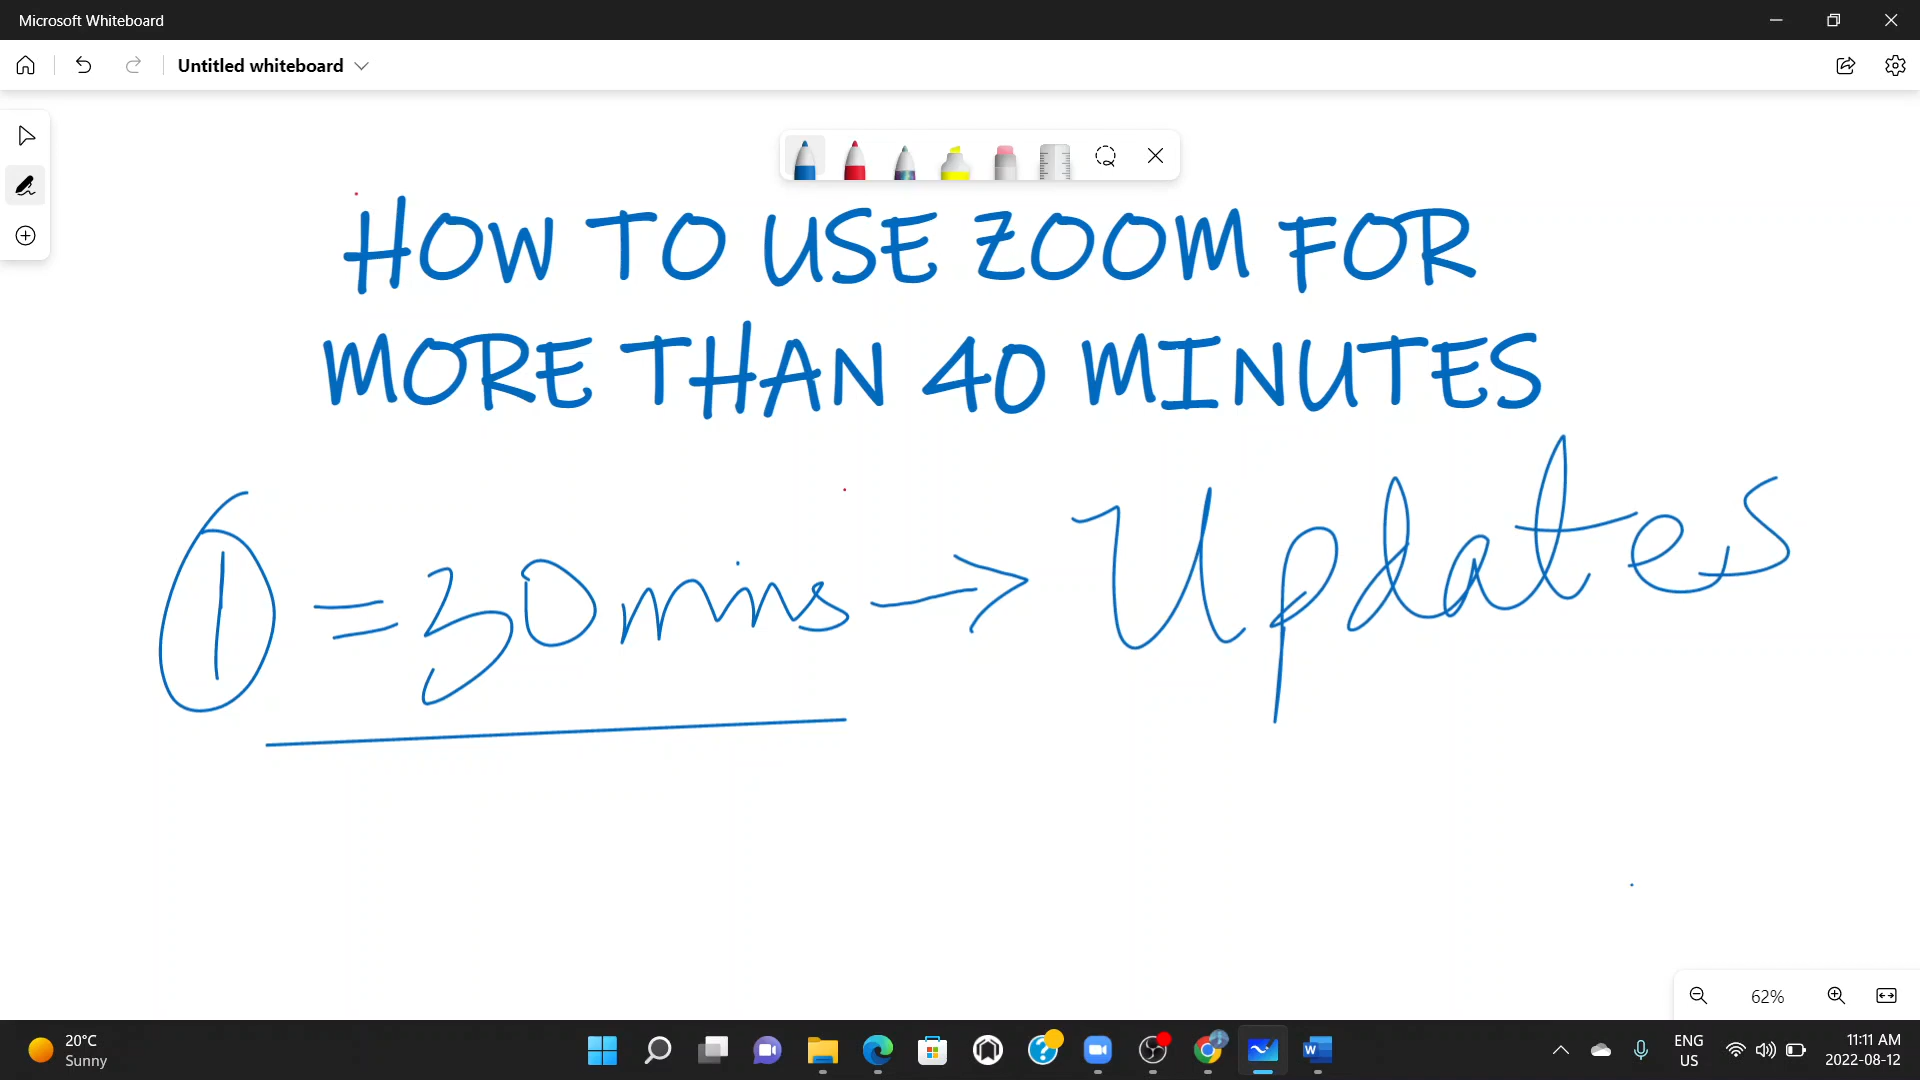 Microsoft Whiteboard
Untitled whiteboard
HOW TO USE ZOOM FOR
MORE THAN 40 MINUTES
1 = 30 mins → Updates
62%
20°C
Sunny
ENG
US
11:11 AM
2022-08-12